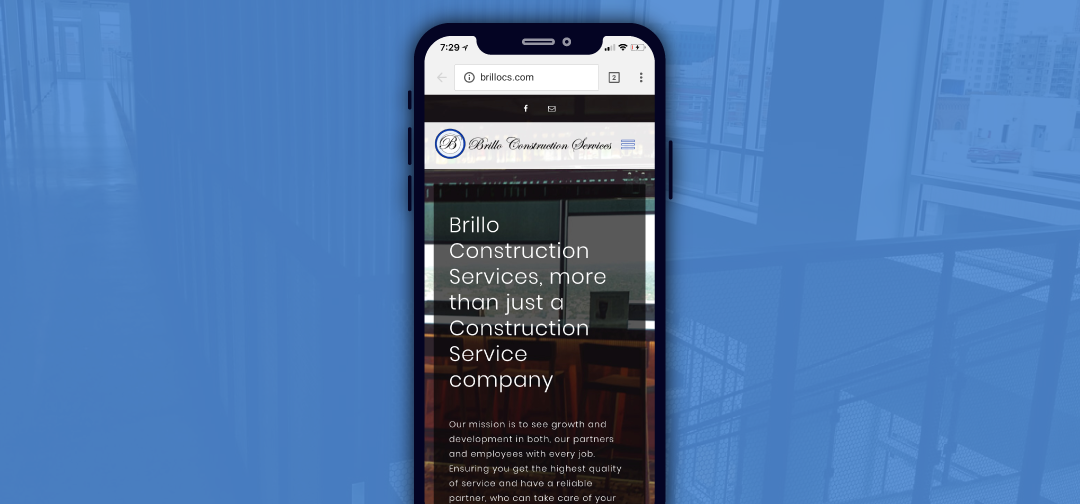 7:29
brillocs.com
2
B
Brillo Construction Services
Brillo
Construction
Services, more
than just a
Construction
Service
company
Our mission is to see growth and
development in both, our partners
and employees with every job.
Ensuring you get the highest quality
of service and have a reliable
partner, who can take care of your